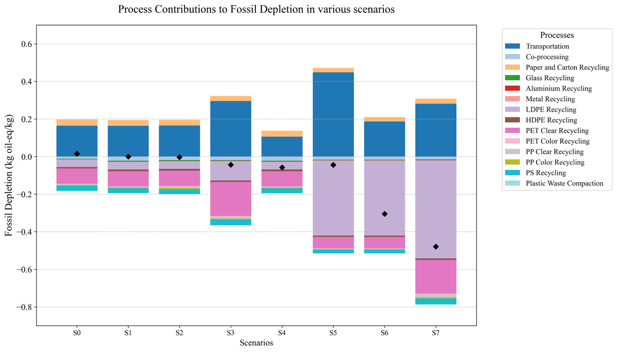 Process Contributions to Fossil Depletion in various scenarios
Fossil Depletion (kg oil-eq/kg)
0.6
0.4
0.2
0.0
−0.2
−0.4
−0.6
−0.8
S0 S1 S2 S3 S4 S5 S6 S7
Scenarios
Processes
Transportation
Co-processing
Paper and Carton Recycling
Glass Recycling
Aluminium Recycling
Metal Recycling
LDPE Recycling
HDPE Recycling
PET Clear Recycling
PET Color Recycling
PP Clear Recycling
PP Color Recycling
PS Recycling
Plastic Waste Compaction